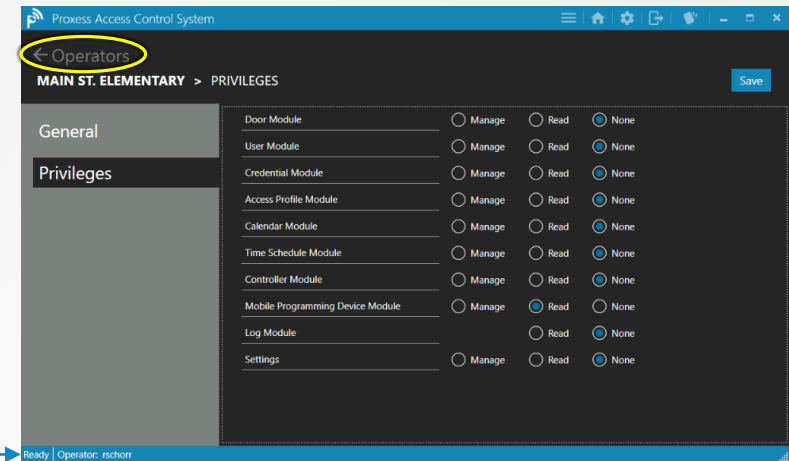 Proxess Access Control System
Operators
MAIN ST. ELEMENTARY > PRIVILEGES
Save
General
Privileges
Door Module Manage Read None
User Module Manage Read None
Credential Module Manage Read None
Access Profile Module Manage Read None
Calendar Module Manage Read None
Time Schedule Module Manage Read None
Controller Module Manage Read None
Mobile Programming Device Module Manage Read None
Log Module Read None
Settings Manage Read None
Ready Operator: rschorr